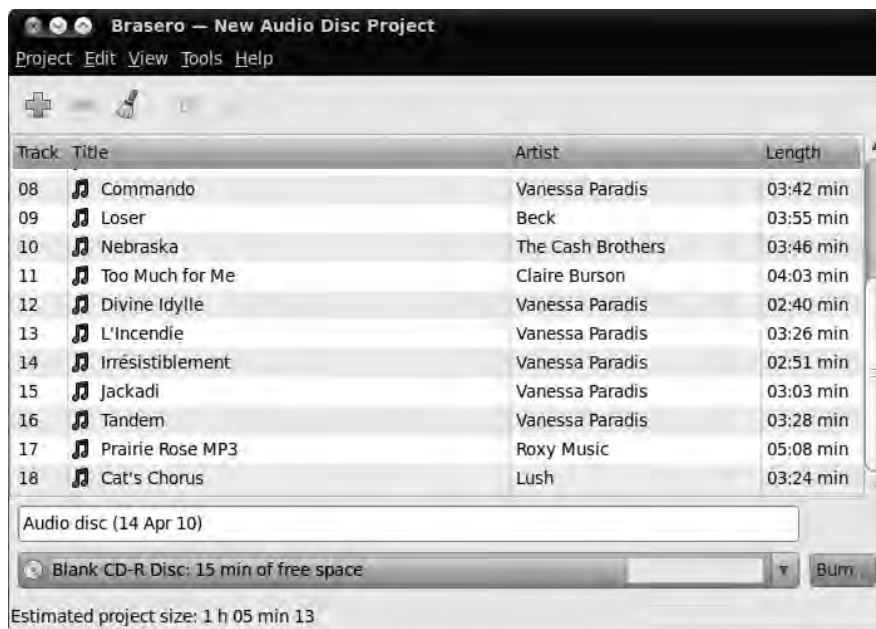 Brasero — New Audio Disc Project
Project Edit View Tools Help
Track Title Artist Length
08 Commando Vanessa Paradis 03:42 min
09 Loser Beck 03:55 min
10 Nebraska The Cash Brothers 03:46 min
11 Too Much for Me Claire Burson 04:03 min
12 Divine Idylle Vanessa Paradis 02:40 min
13 L'Incendie Vanessa Paradis 03:26 min
14 Irrésistiblement Vanessa Paradis 02:51 min
15 Jackadi Vanessa Paradis 03:03 min
16 Tandem Vanessa Paradis 03:28 min
17 Prairie Rose MP3 Roxy Music 05:08 min
18 Cat's Chorus Lush 03:24 min
Audio disc (14 Apr 10)
Blank CD-R Disc: 15 min of free space Burn...
Estimated project size: 1 h 05 min 13